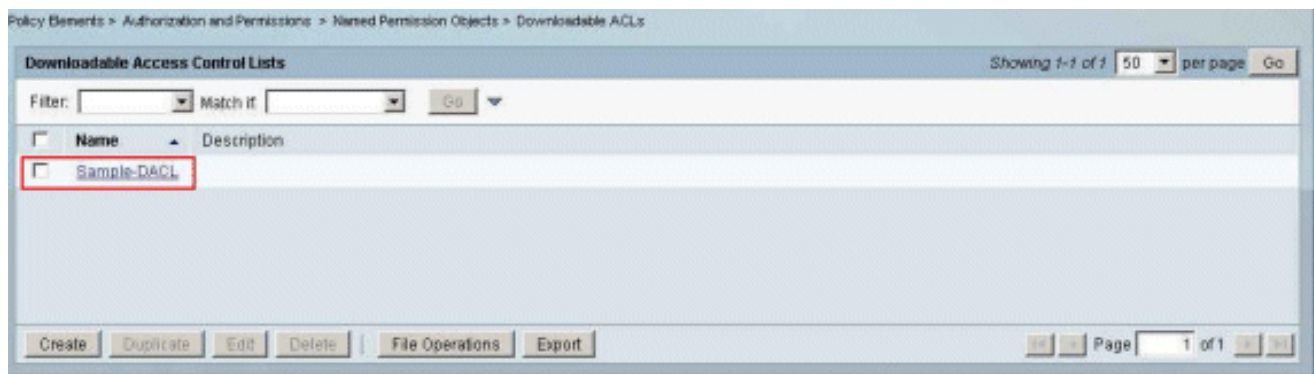 Policy Elements > Authorization and Permissions > Named Permission Objects > Downloadable ACLs
Downloadable Access Control Lists Showing 1-1 of 1 50 per page Go
Filter: Match if: Go
Name Description
Sample-DACL
Create Duplicate Edit Delete | File Operations Export Page 1 of 1